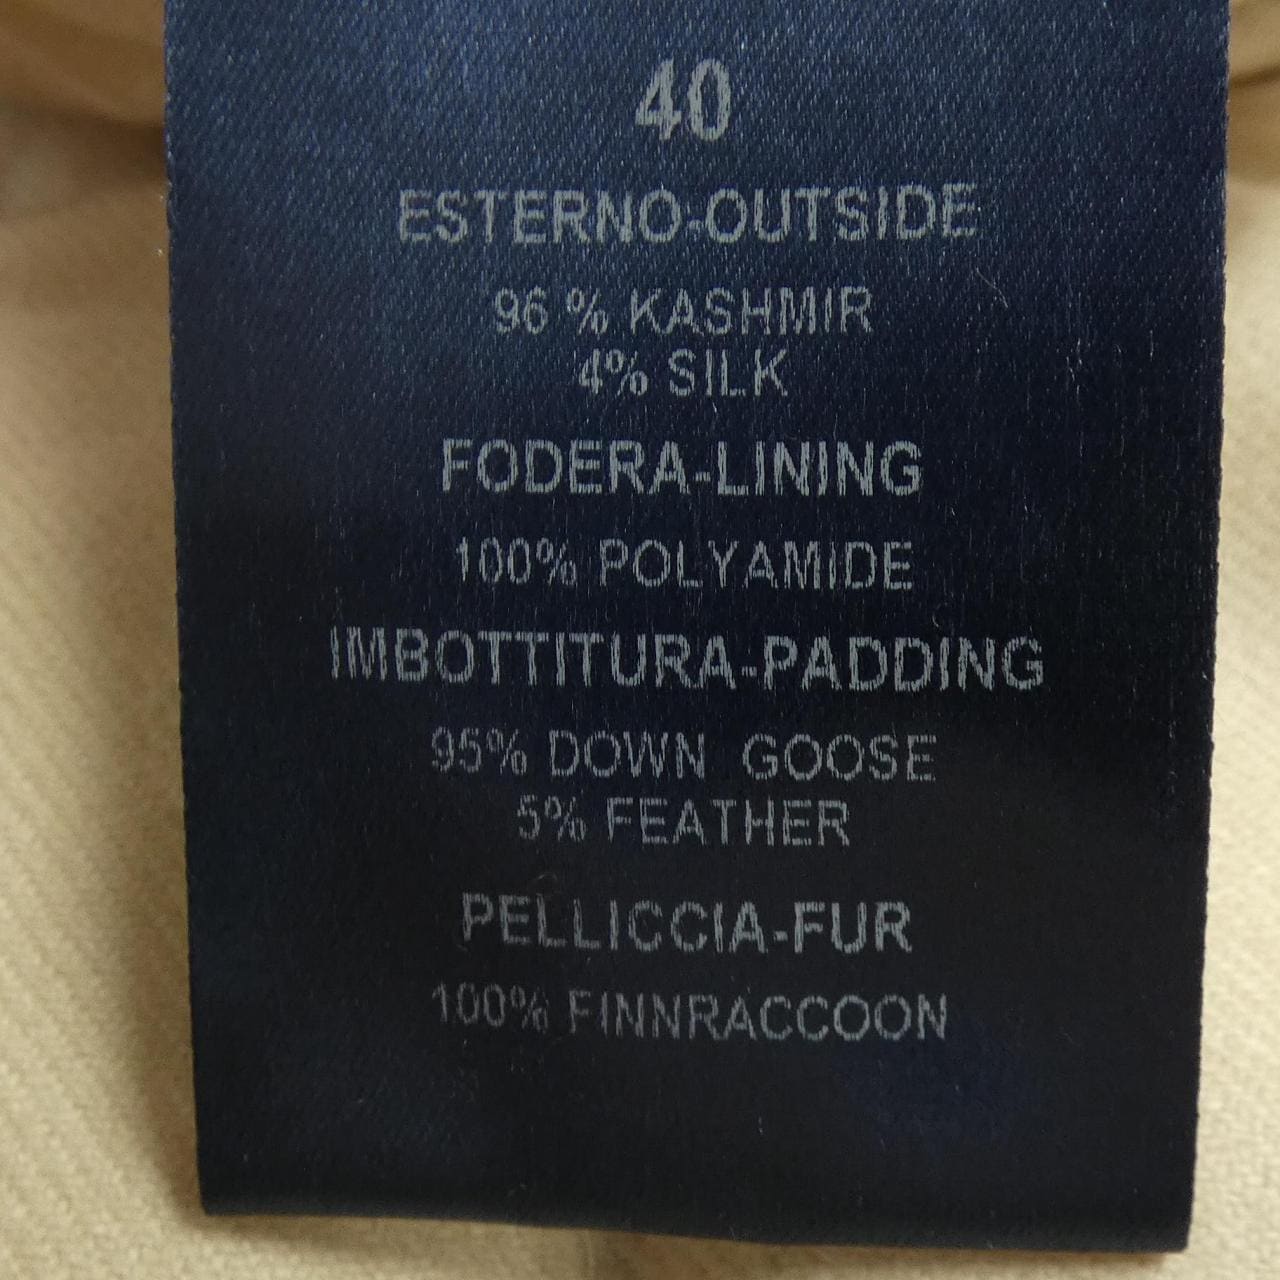 40
ESTERNO-OUTSIDE
96 % KASHMIR
4% SILK
FODERA-LINING
100% POLYAMIDE
IMBOTTITURA-PADDING
95% DOWN GOOSE
5% FEATHER
PELLICCIA-FUR
100% FINNRACCOON